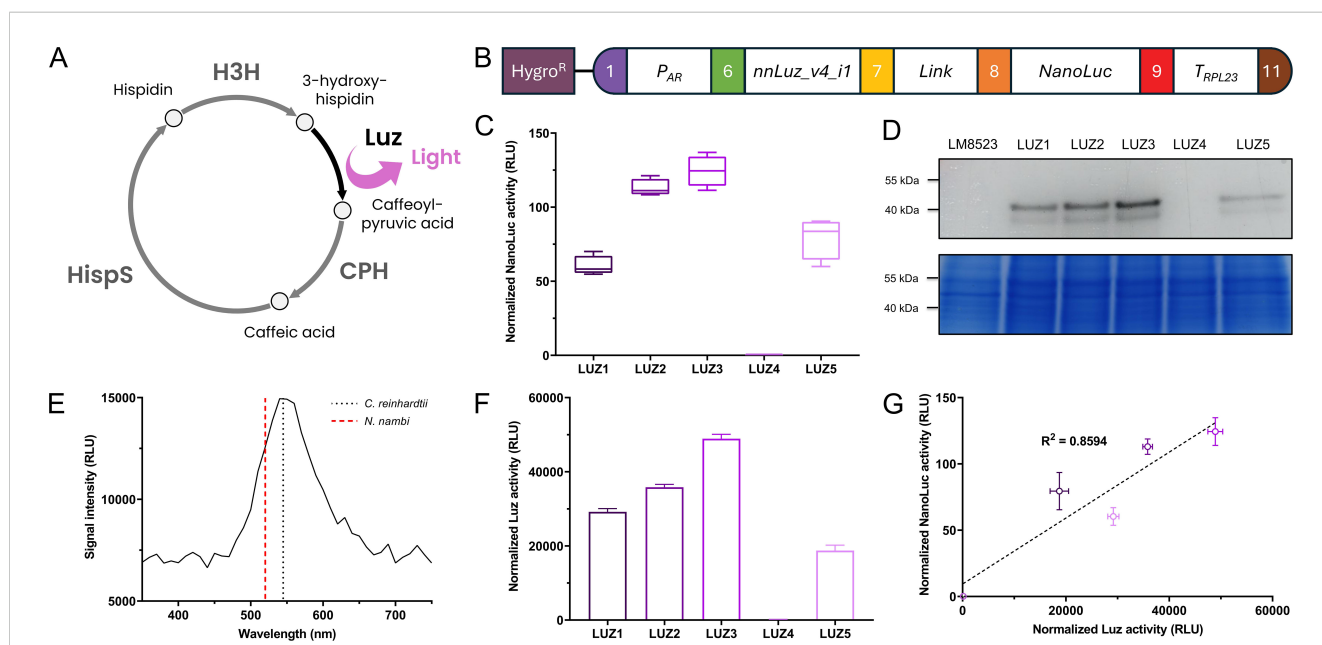 A
H3H
Hispidin
3-hydroxy-
hispidin
Luz
Light
Caffeoyl-
pyruvic acid
HispS
CPH
Caffeic acid
B
Hygro^R
1
P_AR
6
nnLuz_v4_i1
7
Link
8
NanoLuc
9
T_RPL23
11
C
Normalized NanoLuc activity (RLU)
150
100
50
0
LUZ1 LUZ2 LUZ3 LUZ4 LUZ5
D
LM8523 LUZ1 LUZ2 LUZ3 LUZ4 LUZ5
55 kDa
40 kDa
55 kDa
40 kDa
E
Signal intensity (RLU)
15000
15000
5000
400 500 600 700
Wavelength (nm)
C. reinhardtii
N. nambi
F
Normalized Luz activity (RLU)
60000
40000
20000
0
LUZ1 LUZ2 LUZ3 LUZ4 LUZ5
G
Normalized NanoLuc activity (RLU)
150
100
50
0
R² = 0.8594
0 20000 40000 60000
Normalized Luz activity (RLU)